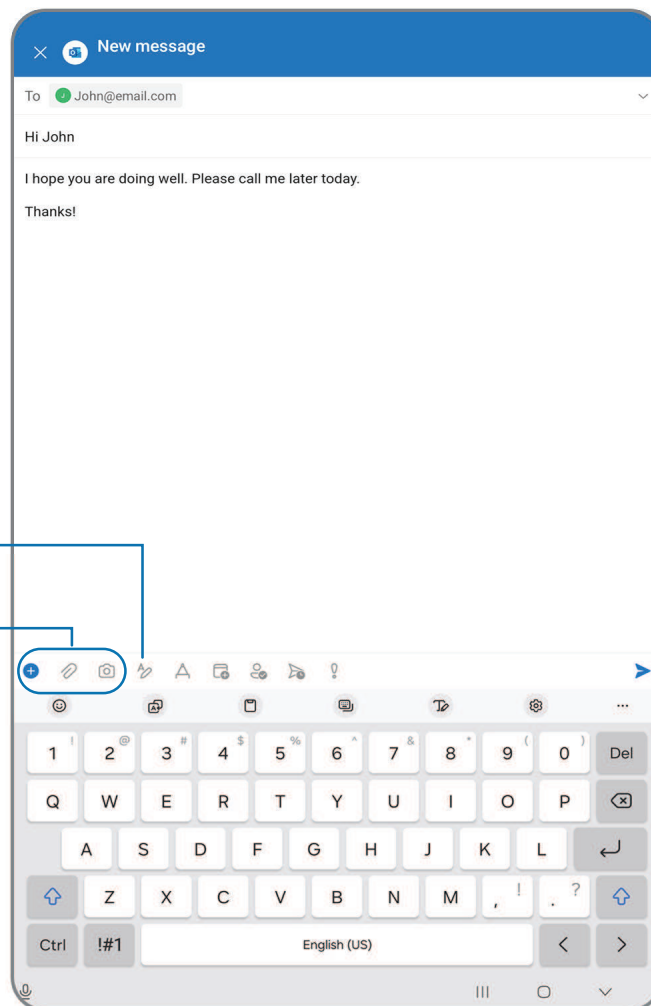 New message
To John@email.com
Hi John
I hope you are doing well. Please call me later today.
Thanks!
1 ! 2 @ 3 # 4 $ 5 % 6 ^ 7 & 8 * 9 ( 0 ) Del
Q W E R T Y U I O P
A S D F G H J K L
Z X C V B N M , ! . ?
Ctrl !#1 English (US) < >